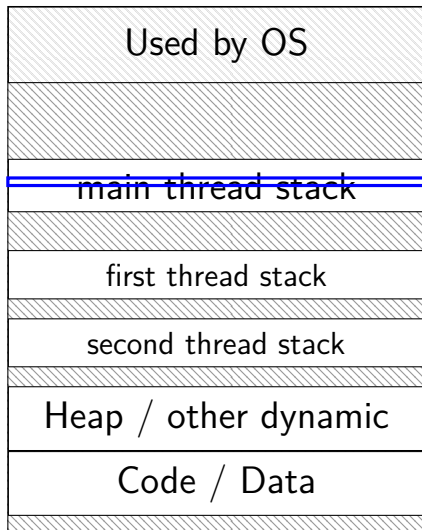 Used by OS
main thread stack
first thread stack
second thread stack
Heap / other dynamic
Code / Data